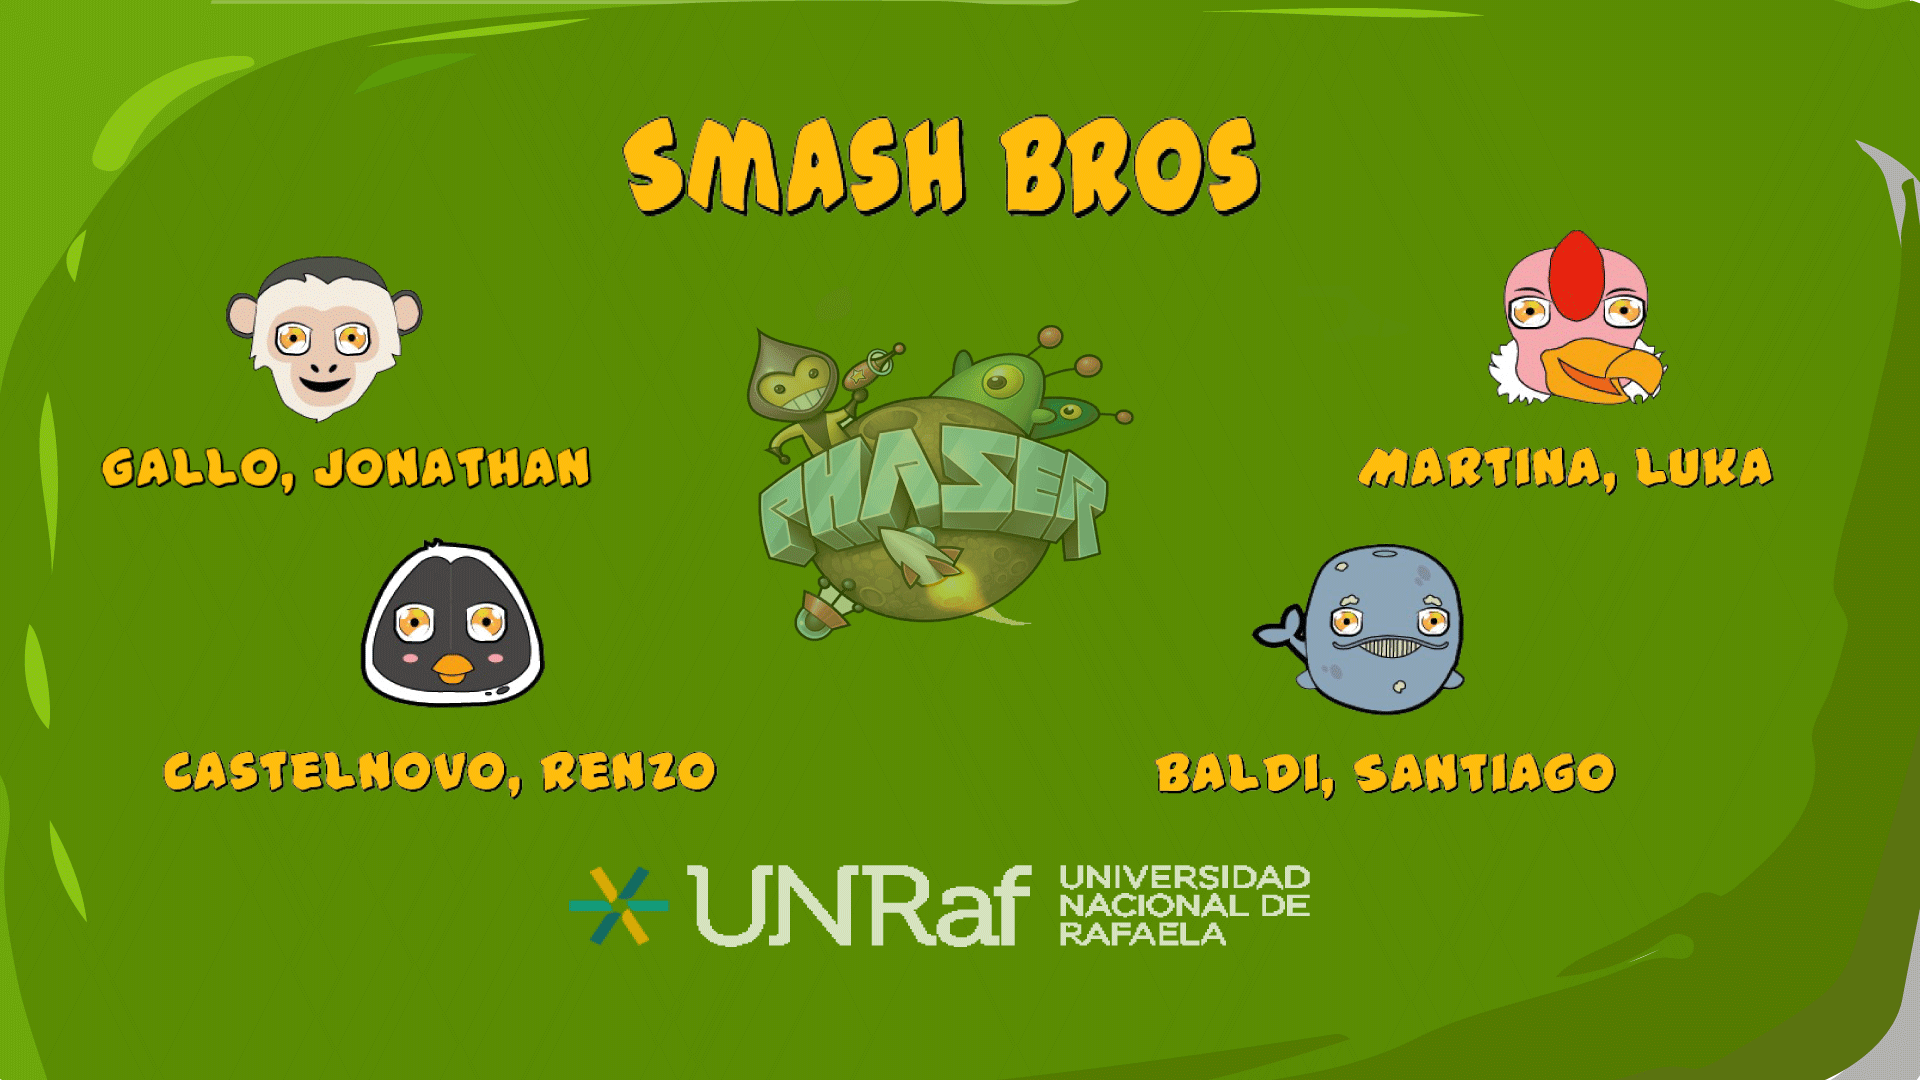 SMASH BROS
GALLO, JONATHAN
MARTINA, LUKA
PHASER
CASTELNOVO, RENZO
BALDI, SANTIAGO
UNRaf
UNIVERSIDAD
NACIONAL DE
RAFAELA